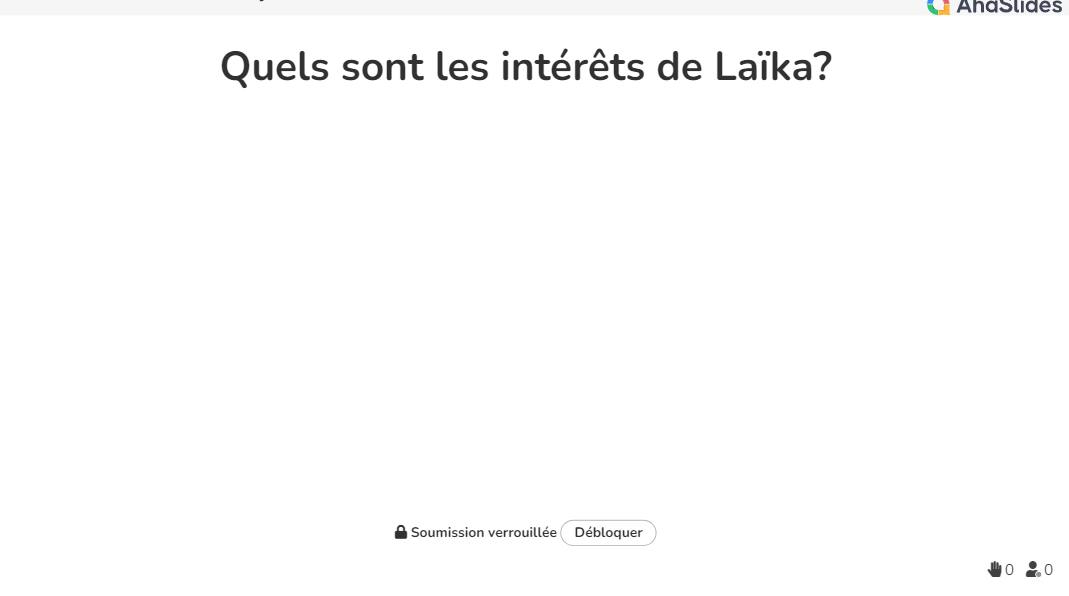 AhaSlides
Quels sont les intérêts de Laïka?
Soumission verrouillée Débloquer
0 0